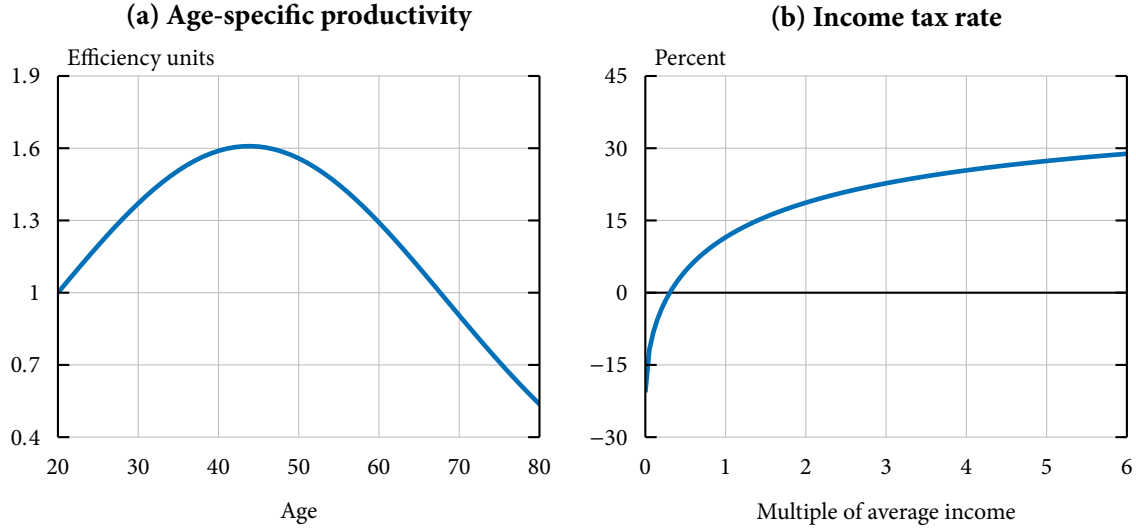 (a) Age-specific productivity
Efficiency units
1.9
1.6
1.3
1
0.7
0.4
20 30 40 50 60 70 80
Age
(b) Income tax rate
Percent
45
30
15
0
−15
−30
0 1 2 3 4 5 6
Multiple of average income